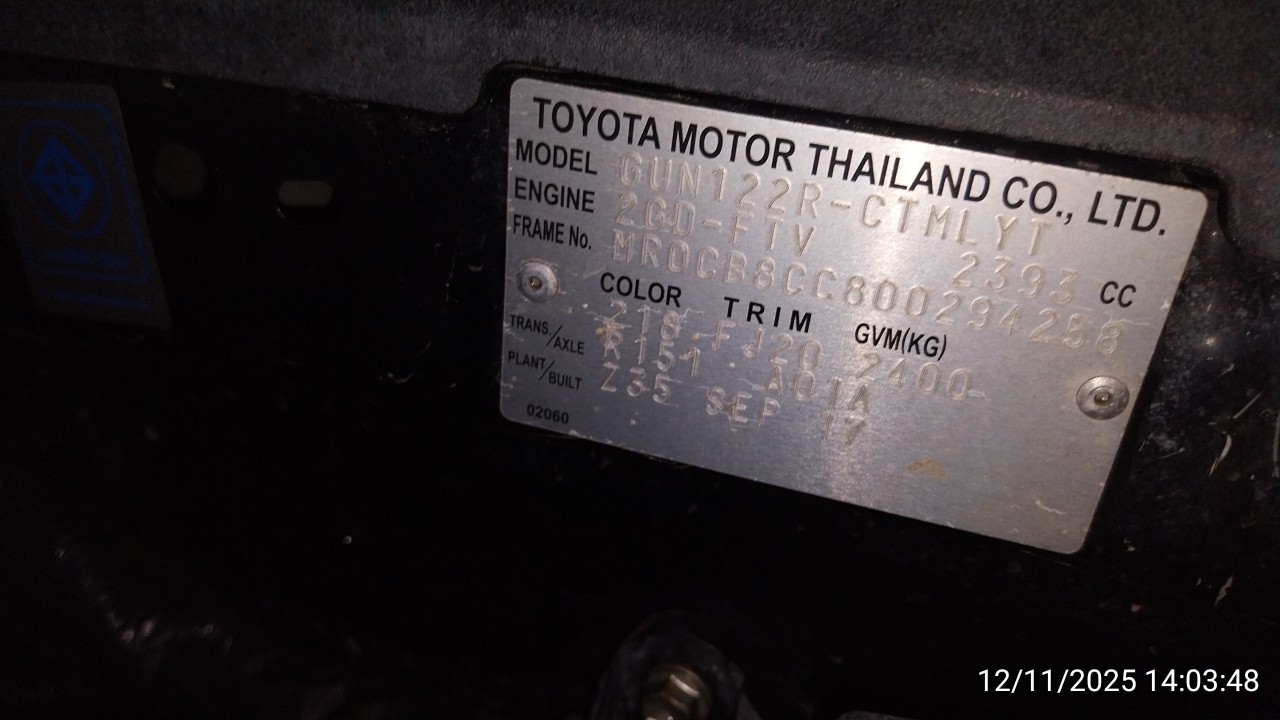 TOYOTA MOTOR THAILAND CO., LTD.
MODEL GUN122R-CTMLYT
ENGINE 2GD-FTV 2393 CC
FRAME No. MR0CB8CC800294258
COLOR TRIM GVM(KG)
218 FJ20 2400
TRANS./AXLE R151 A01A
PLANT/BUILT Z35 SEP 17
02060
12/11/2025 14:03:48